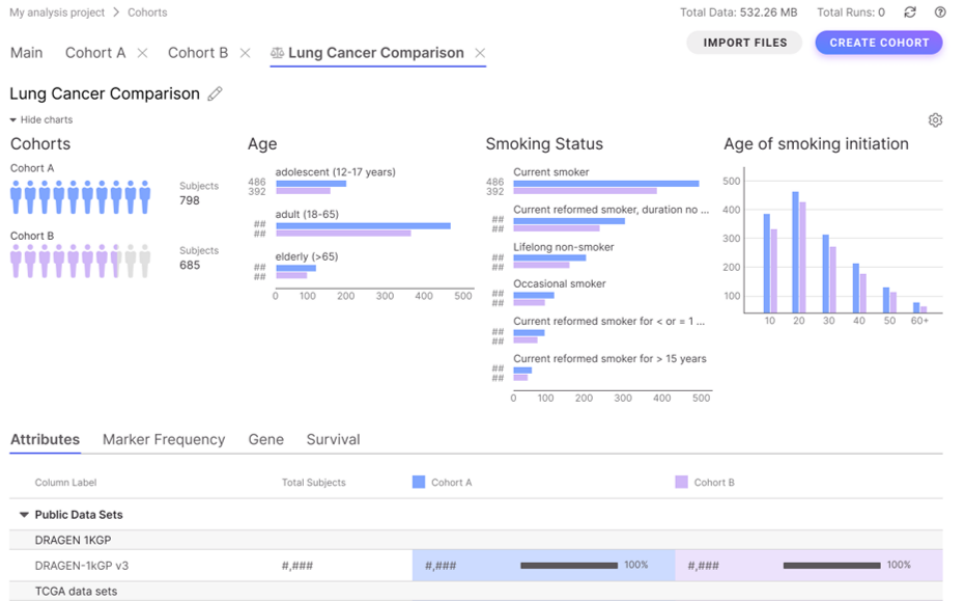 My analysis project > Cohorts
Total Data: 532.26 MB Total Runs: 0
Main Cohort A Cohort B Lung Cancer Comparison
IMPORT FILES CREATE COHORT
Lung Cancer Comparison
Hide charts
Cohorts
Cohort A
Subjects
798
Cohort B
Subjects
685
Age
adolescent (12-17 years)
486
392
adult (18-65)
##
##
elderly (>65)
##
##
0 100 200 300 400 500
Smoking Status
Current smoker
486
392
Current reformed smoker, duration no ...
##
##
Lifelong non-smoker
##
##
Occasional smoker
##
##
Current reformed smoker for < or = 1 ...
##
##
Current reformed smoker for > 15 years
##
##
0 100 200 300 400 500
Age of smoking initiation
500
400
300
200
100
10 20 30 40 50 60+
Attributes Marker Frequency Gene Survival
Column Label Total Subjects Cohort A Cohort B
Public Data Sets
DRAGEN 1KGP
DRAGEN-1kGP v3 #,### #,### 100% #,### 100%
TCGA data sets